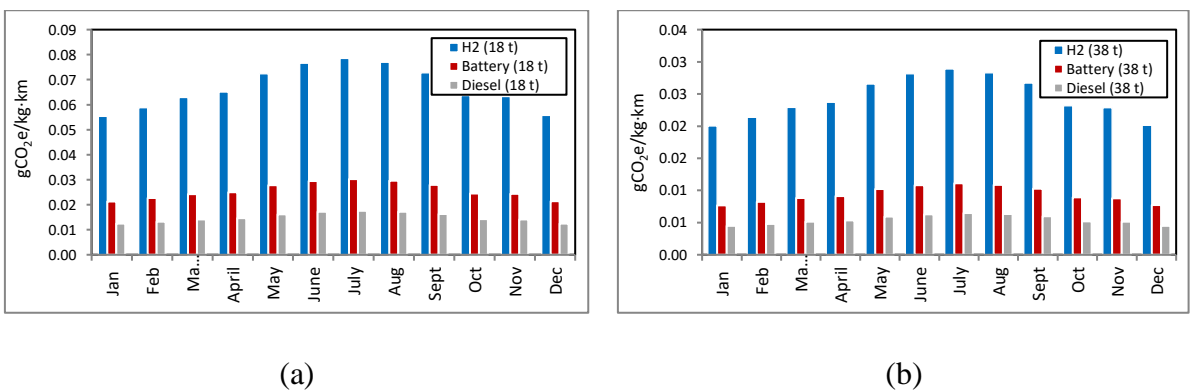 0.09
0.08
0.07
0.06
0.05
0.04
0.03
0.02
0.01
0.00
gCO2e/kg·km
H2 (18 t)
Battery (18 t)
Diesel (18 t)
Jan
Feb
Ma...
April
May
June
July
Aug
Sept
Oct
Nov
Dec
(a)
0.04
0.03
0.03
0.02
0.02
0.01
0.01
0.00
gCO2e/kg·km
H2 (38 t)
Battery (38 t)
Diesel (38 t)
Jan
Feb
Ma...
April
May
June
July
Aug
Sept
Oct
Nov
Dec
(b)